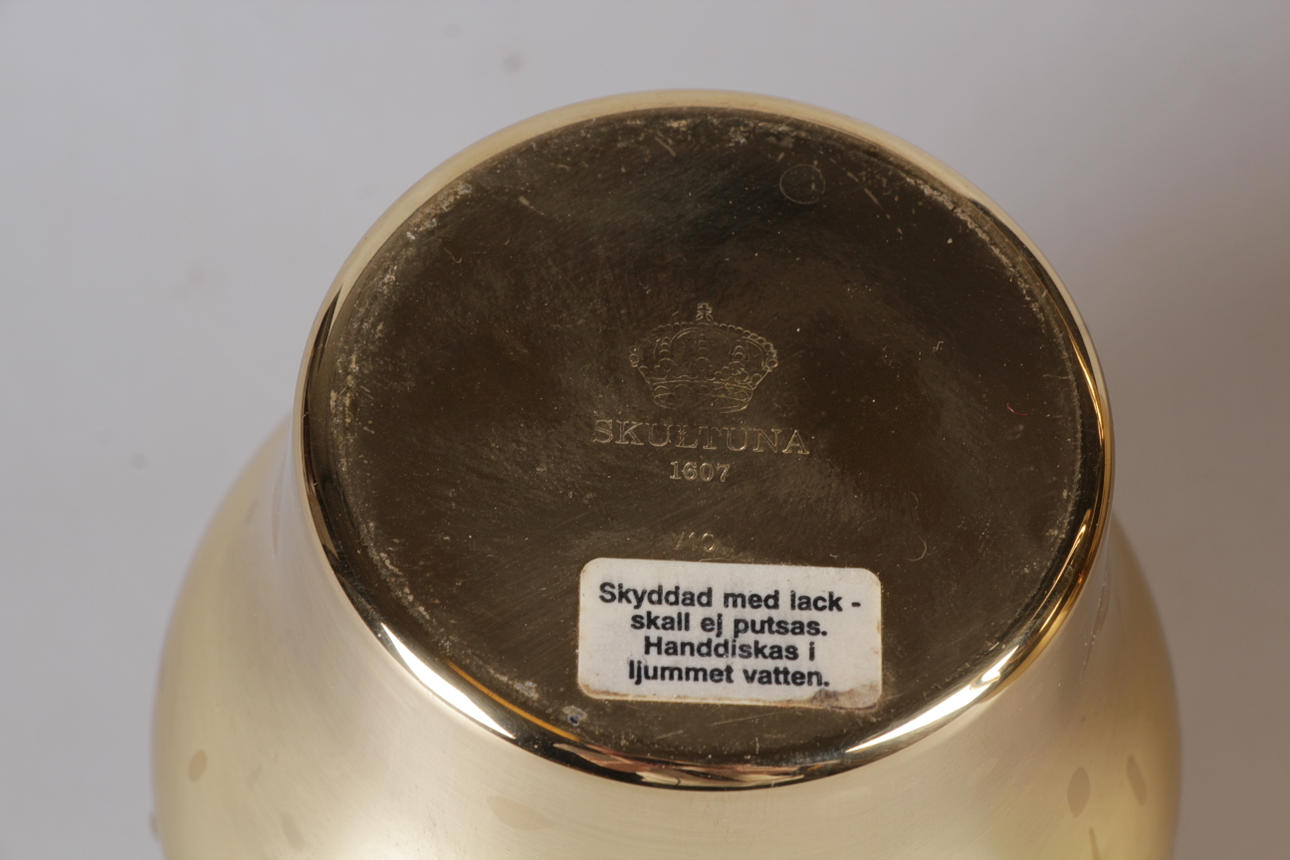 SKULTUNA
1607
Skyddad med lack -
skall ej putsas.
Handdiskas i
ljummet vatten.